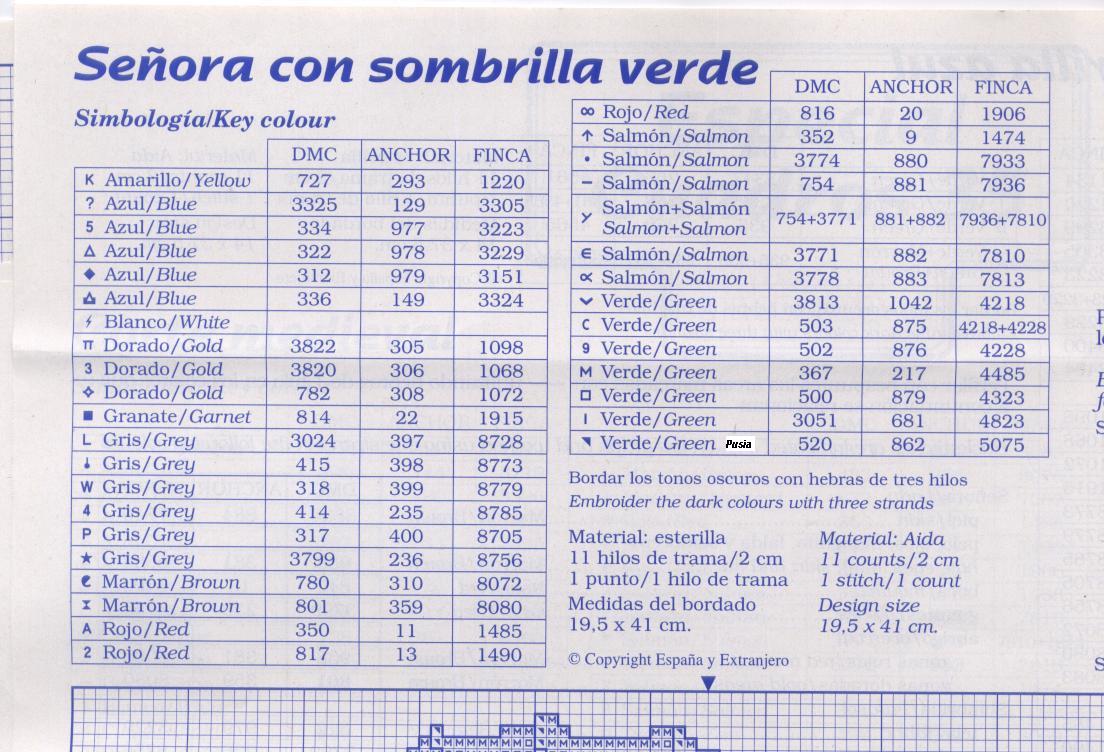 Señora con sombrilla verde
Simbología/Key colour
DMC ANCHOR FINCA
K Amarillo/Yellow 727 293 1220
? Azul/Blue 3325 129 3305
5 Azul/Blue 334 977 3223
△ Azul/Blue 322 978 3229
◆ Azul/Blue 312 979 3151
Azul/Blue 336 149 3324
Blanco/White
π Dorado/Gold 3822 305 1098
3 Dorado/Gold 3820 306 1068
Dorado/Gold 782 308 1072
■ Granate/Garnet 814 22 1915
L Gris/Grey 3024 397 8728
Gris/Grey 415 398 8773
W Gris/Grey 318 399 8779
4 Gris/Grey 414 235 8785
P Gris/Grey 317 400 8705
★ Gris/Grey 3799 236 8756
Marrón/Brown 780 310 8072
Marrón/Brown 801 359 8080
A Rojo/Red 350 11 1485
2 Rojo/Red 817 13 1490
DMC ANCHOR FINCA
∞ Rojo/Red 816 20 1906
↑ Salmón/Salmon 352 9 1474
• Salmón/Salmon 3774 880 7933
– Salmón/Salmon 754 881 7936
Y Salmón+Salmón 754+3771 881+882 7936+7810
Salmon+Salmon
∈ Salmón/Salmon 3771 882 7810
∝ Salmón/Salmon 3778 883 7813
Verde/Green 3813 1042 4218
C Verde/Green 503 875 4218+4228
9 Verde/Green 502 876 4228
M Verde/Green 367 217 4485
□ Verde/Green 500 879 4323
I Verde/Green 3051 681 4823
◥ Verde/Green Pusia 520 862 5075
Bordar los tonos oscuros con hebras de tres hilos
Embroider the dark colours with three strands
Material: esterilla
11 hilos de trama/2 cm
1 punto/1 hilo de trama
Medidas del bordado
19,5 x 41 cm.
Material: Aida
11 counts/2 cm
1 stitch/1 count
Design size
19,5 x 41 cm.
© Copyright España y Extranjero